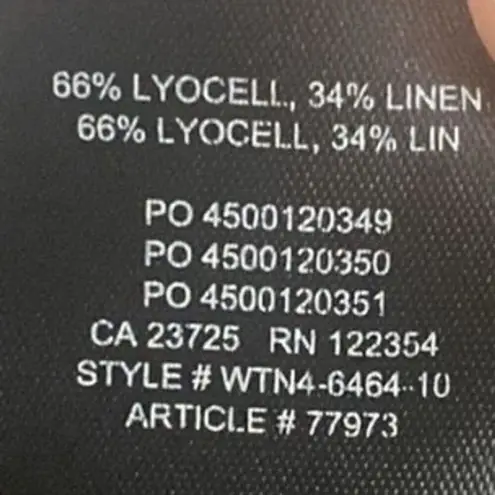 66% LYOCELL, 34% LINEN
66% LYOCELL, 34% LIN
PO 4500120349
PO 4500120350
PO 4500120351
CA 23725 RN 122354
STYLE # WTN4-6464-10
ARTICLE # 77973